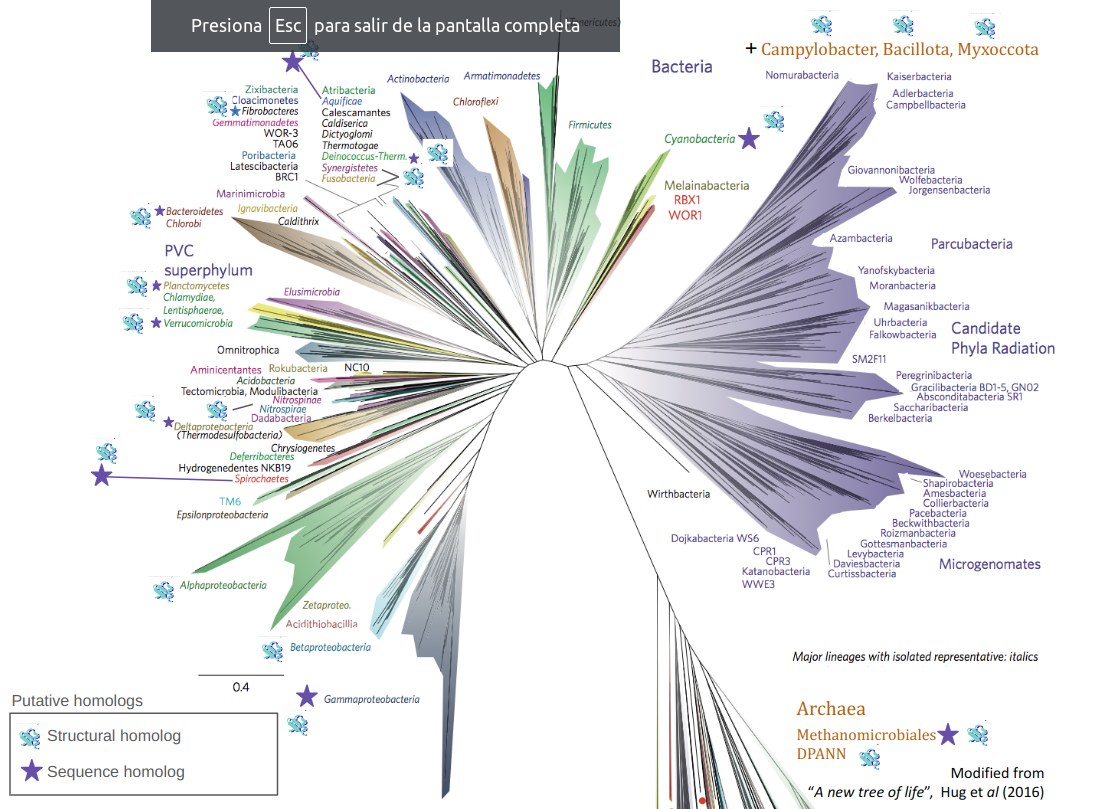 Presiona Esc para salir de la pantalla completa
(Tenericutes)
+ Campylobacter, Bacillota, Myxoccota
Bacteria
Nomurabacteria
Kaiserbacteria
Adlerbacteria
Campbellbacteria
Actinobacteria
Armatimonadetes
Chloroflexi
Firmicutes
Cyanobacteria
Melainabacteria
RBX1
WOR1
Zixibacteria
Cloacimonetes
Fibrobacteres
Gemmatimonadetes
WOR-3
TA06
Poribacteria
Latescibacteria
BRC1
Atribacteria
Aquificae
Calescamantes
Caldiserica
Dictyoglomi
Thermotogae
Deinococcus-Therm.
Synergistetes
Fusobacteria
Giovannonibacteria
Wolfebacteria
Jorgensenbacteria
Marinimicrobia
Ignavibacteria
Caldithrix
Bacteroidetes
Chlorobi
Azambacteria
Parcubacteria
PVC
superphylum
Planctomycetes
Chlamydiae,
Lentisphaeroe,
Verrucomicrobia
Yanofskybacteria
Moranbacteria
Elusimicrobia
Magasanikbacteria
Uhrbacteria
Falkowbacteria
Candidate
Phyla Radiation
SM2F11
Omnitrophica
Aminicentantes
Rokubacteria
NC10
Acidobacteria
Tectomicrobia, Modulibacteria
Nitrospinae
Nitrospirae
Dadabacteria
Deltaprotebacteria
(Thermodesulfobacteria)
Chrysiogenetes
Deferribacteres
Hydrogenedentes NKB19
Spirochaetes
Peregrinibacteria
Gracilibacteria BD1-5, GN02
Absconditabacteria SR1
Saccharibacteria
Berkelbacteria
TM6
Epsilonproteobacteria
Wirthbacteria
Woesebacteria
Shapirobacteria
Amesbacteria
Collierbacteria
Pacebacteria
Beckwithbacteria
Roizmanbacteria
Gottesmanbacteria
Levybacteria
Daviesbacteria
Curtissbacteria
Microgenomates
Dojkabacteria WS6
CPR1
CPR3
Katanobacteria
WWE3
Alphaproteobacteria
Zetaproteo.
Acidithiobacillia
Betaproteobacteria
Major lineages with isolated representative: italics
0.4
Gammaproteobacteria
Putative homologs
Structural homolog
Sequence homolog
Archaea
Methanomicrobiales
DPANN
Modified from
“A new tree of life”, Hug et al (2016)